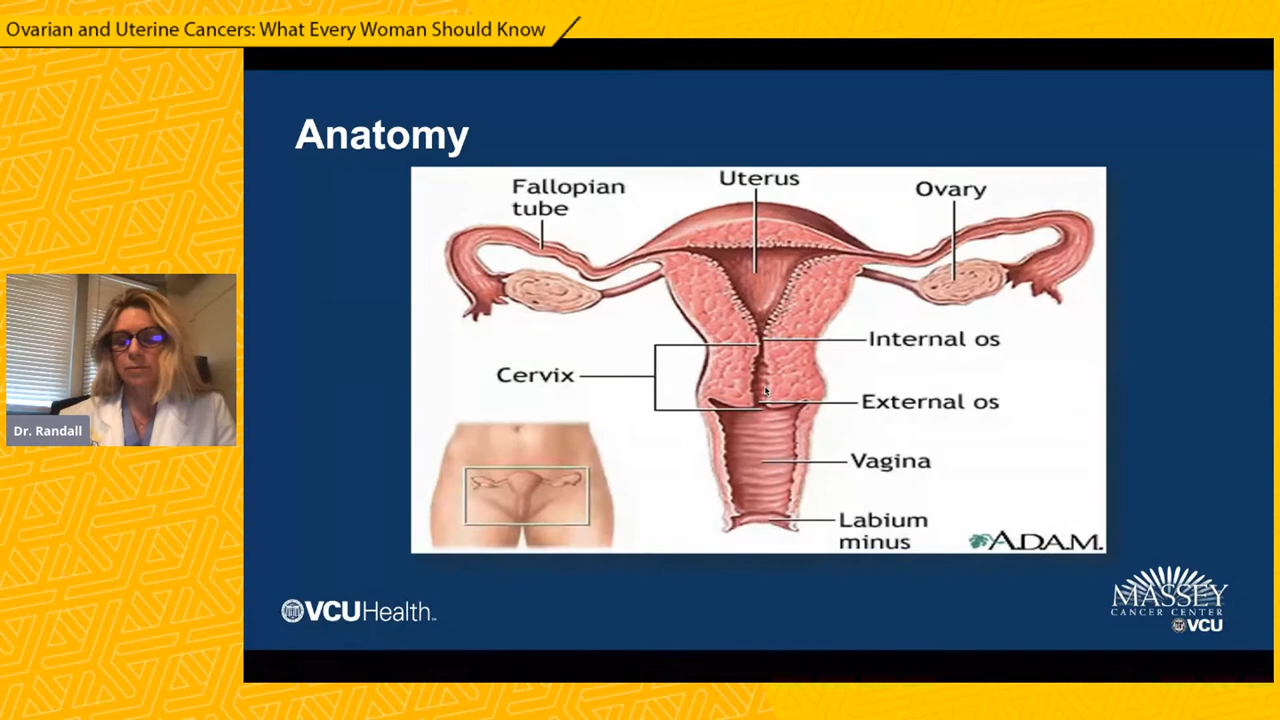 Ovarian and Uterine Cancers: What Every Woman Should Know
Anatomy
Fallopian
tube
Uterus
Ovary
Internal os
Cervix
External os
Vagina
Labium
minus
A.D.A.M.
Dr. Randall
VCUHealth
MASSEY
CANCER CENTER
VCU